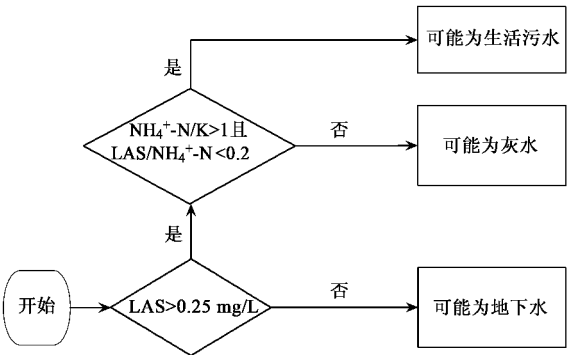 可能为生活污水
是
NH₄⁺-N/K>1且
LAS/NH₄⁺-N<0.2
否
可能为灰水
是
开始
LAS>0.25 mg/L
否
可能为地下水